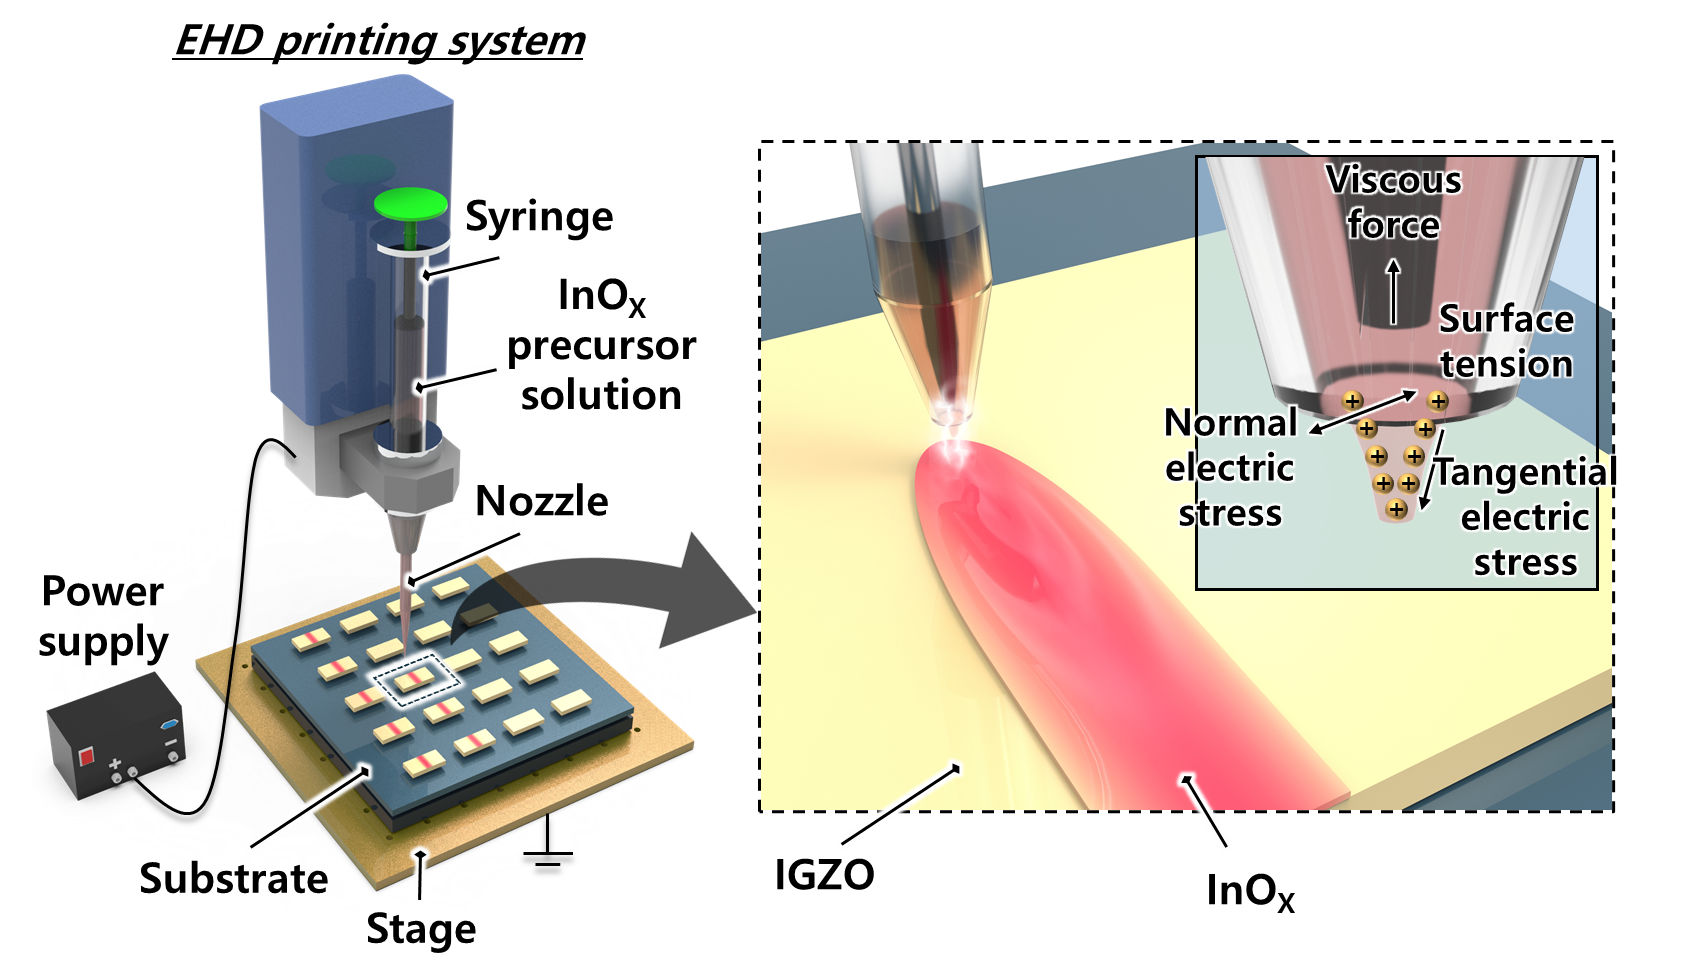 EHD printing system
Syringe
InOX
precursor
solution
Nozzle
Power
supply
+
−
Substrate
Stage
Viscous
force
Surface
tension
Normal
electric
stress
Tangential
electric
stress
+ +
+ +
+ +
+ +
+
IGZO
InOX